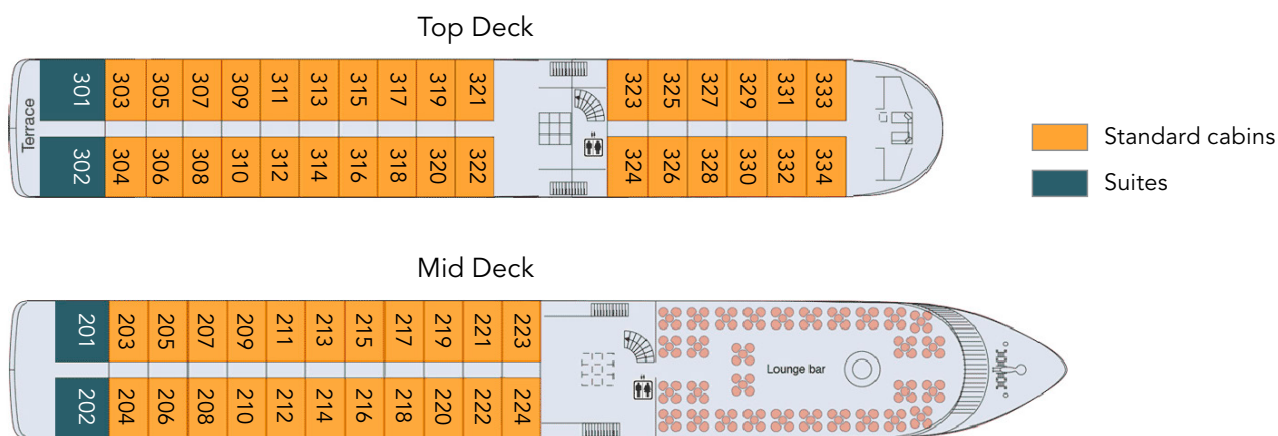 Top Deck
301 303 305 307 309 311 313 315 317 319 321 323 325 327 329 331 333
Terrace
302 304 306 308 310 312 314 316 318 320 322 324 326 328 330 332 334
Standard cabins
Suites
Mid Deck
201 203 205 207 209 211 213 215 217 219 221 223
Lounge bar
202 204 206 208 210 212 214 216 218 220 222 224